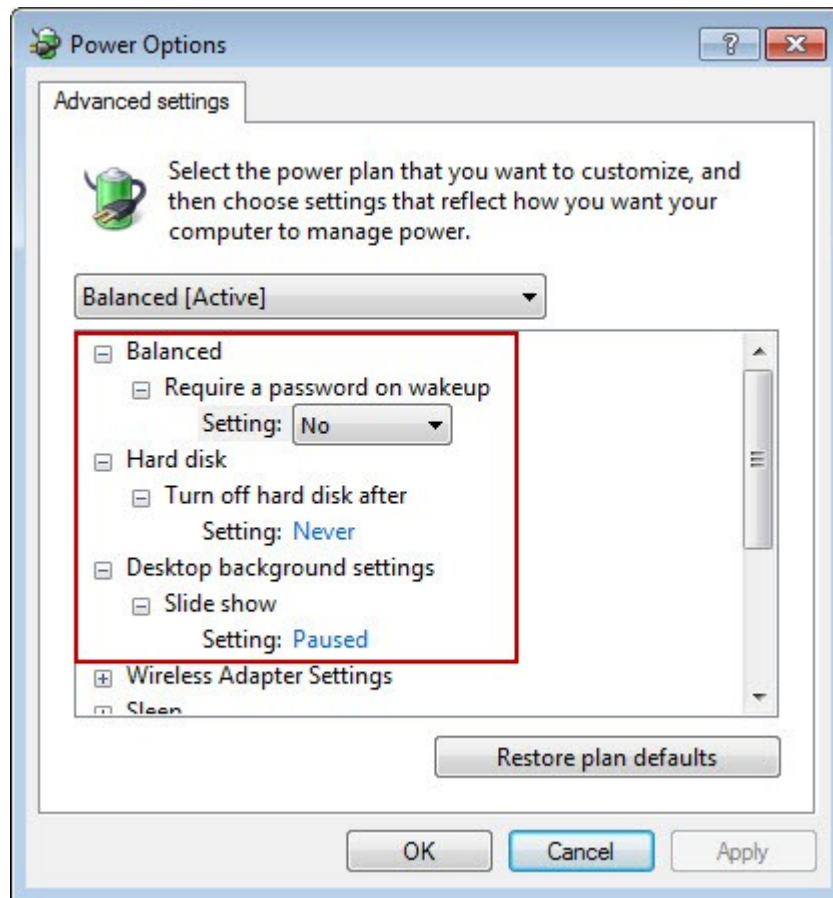 Power Options
Advanced settings
Select the power plan that you want to customize, and
then choose settings that reflect how you want your
computer to manage power.
Balanced [Active]
Balanced
Require a password on wakeup
Setting: No
Hard disk
Turn off hard disk after
Setting: Never
Desktop background settings
Slide show
Setting: Paused
Wireless Adapter Settings
Sleep
Restore plan defaults
OK Cancel Apply